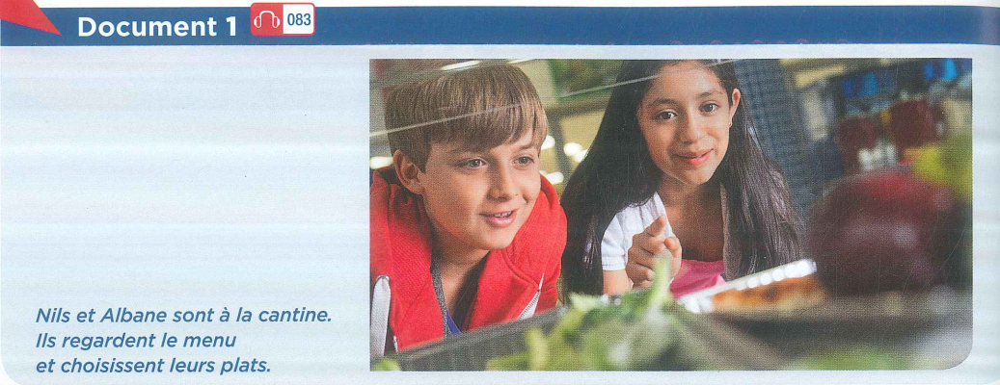 Document 1 083
Nils et Albane sont à la cantine.
Ils regardent le menu
et choisissent leurs plats.